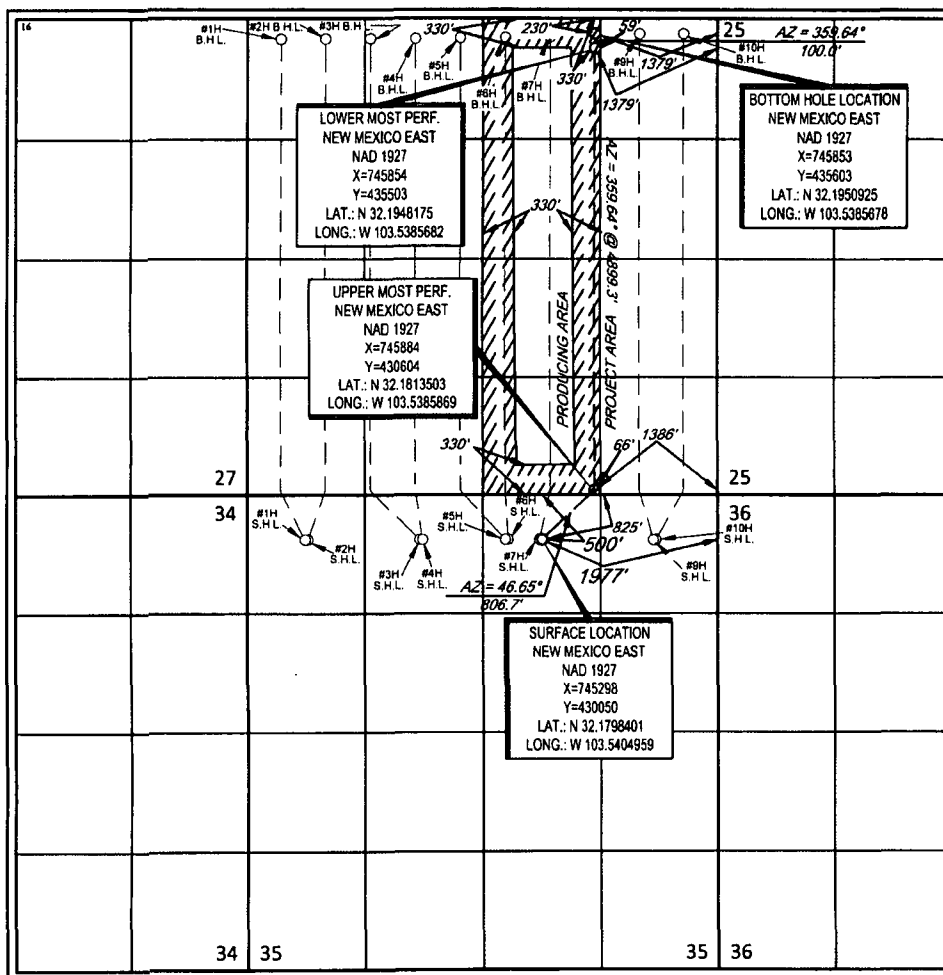 16
#1H
B.H.L.
#2H B.H.L.
#3H B.H.L.
330'
230'
59'
25
AZ = 359.64°
100.0'
#4H
B.H.L.
#5H
B.H.L.
#6H
B.H.L.
#7H
B.H.L.
330'
#9H
B.H.L.
1379'
#10H
B.H.L.
1379'
LOWER MOST PERF.
NEW MEXICO EAST
NAD 1927
X=745854
Y=435503
LAT.: N 32.1948175
LONG.: W 103.5385682
BOTTOM HOLE LOCATION
NEW MEXICO EAST
NAD 1927
X=745853
Y=435603
LAT.: N 32.1950925
LONG.: W 103.5385678
330'
AZ = 359.64° @ 4899.3'
PRODUCING AREA
PROJECT AREA
UPPER MOST PERF.
NEW MEXICO EAST
NAD 1927
X=745884
Y=430604
LAT.: N 32.1813503
LONG.: W 103.5385869
330'
66'
1386'
27
25
34
36
#1H
S.H.L.
#2H
S.H.L.
#3H
S.H.L.
#4H
S.H.L.
#5H
S.H.L.
#6H
S.H.L.
#7H
S.H.L.
825'
500'
1977'
#10H
S.H.L.
#9H
S.H.L.
AZ = 46.65°
806.7'
SURFACE LOCATION
NEW MEXICO EAST
NAD 1927
X=745298
Y=430050
LAT.: N 32.1798401
LONG.: W 103.5404959
34
35
35
36